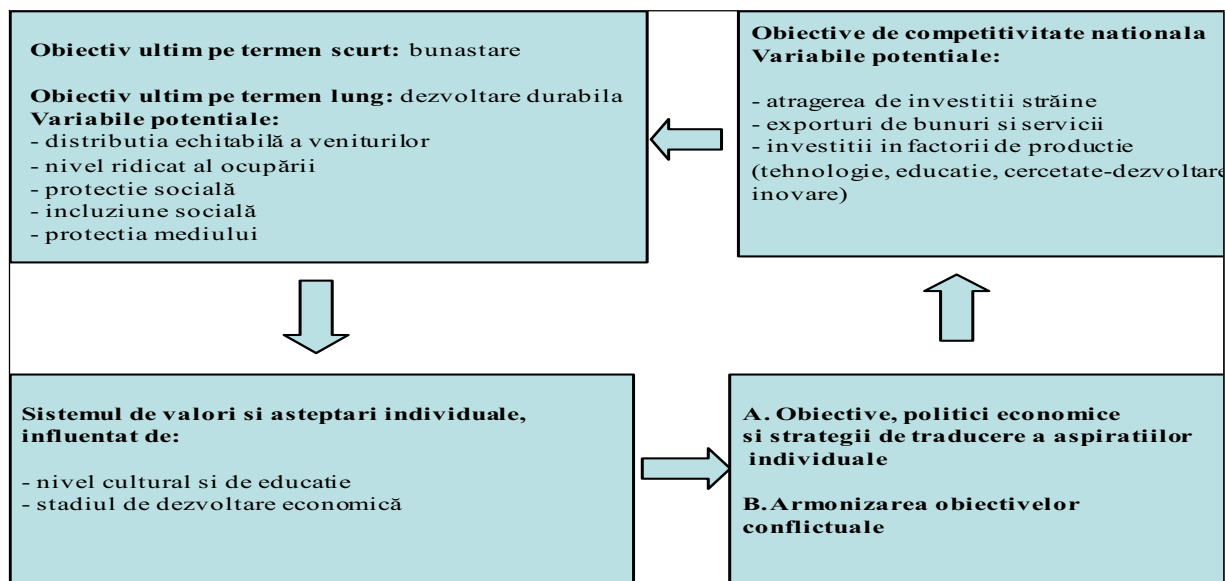 Obiectiv ultim pe termen scurt: bunastare
Obiectiv ultim pe termen lung: dezvoltare durabila
Variabile potentiale:
- distributia echitabilă a veniturilor
- nivel ridicat al ocupării
- protectie socială
- incluziune socială
- protectia mediului
Obiective de competitivitate nationala
Variabile potentiale:
- atragerea de investitii străine
- exporturi de bunuri si servicii
- investitii in factorii de productie
(tehnologie, educatie, cercetate-dezvoltare
inovare)
Sistemul de valori si asteptari individuale,
influentat de:
- nivel cultural si de educatie
- stadiul de dezvoltare economică
A. Obiective, politici economice
si strategii de traducere a aspiratiilor
individuale
B. Armonizarea obiectivelor
conflictuale